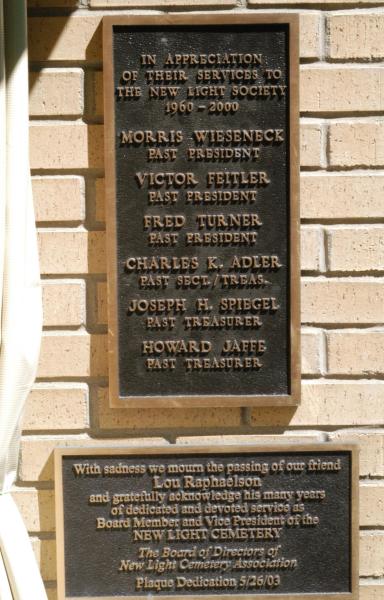 IN APPRECIATION
OF THEIR SERVICES TO
THE NEW LIGHT SOCIETY
1960 – 2000
MORRIS WIESENECK
PAST PRESIDENT
VICTOR FEITLER
PAST PRESIDENT
FRED TURNER
PAST PRESIDENT
CHARLES K. ADLER
PAST SECT./TREAS.
JOSEPH H. SPIEGEL
PAST TREASURER
HOWARD JAFFE
PAST TREASURER
With sadness we mourn the passing of our friend
Lou Raphaelson
and gratefully acknowledge his many years
of dedicated and devoted service as
Board Member and Vice President of the
NEW LIGHT CEMETERY
The Board of Directors of
New Light Cemetery Association
Plaque Dedication 5/26/03